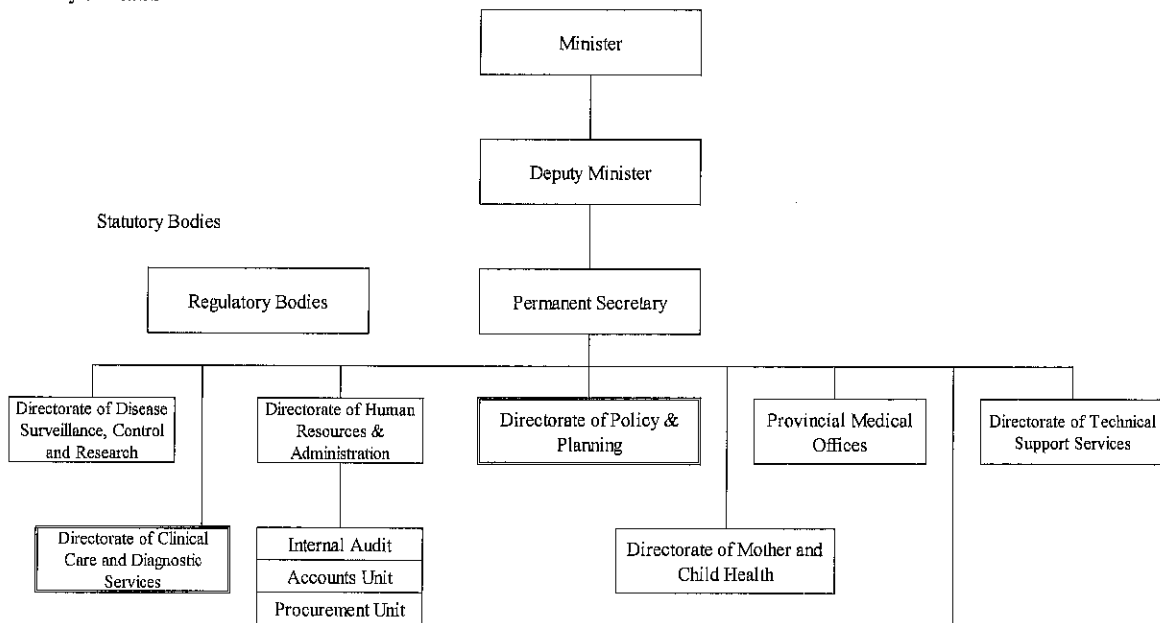 Minister
Deputy Minister
Statutory Bodies
Regulatory Bodies
Permanent Secretary
Directorate of Disease
Surveillance, Control
and Research
Directorate of Human
Resources &
Administration
Directorate of Policy &
Planning
Provincial Medical
Offices
Directorate of Technical
Support Services
Directorate of Clinical
Care and Diagnostic
Services
Internal Audit
Accounts Unit
Procurement Unit
Directorate of Mother and
Child Health